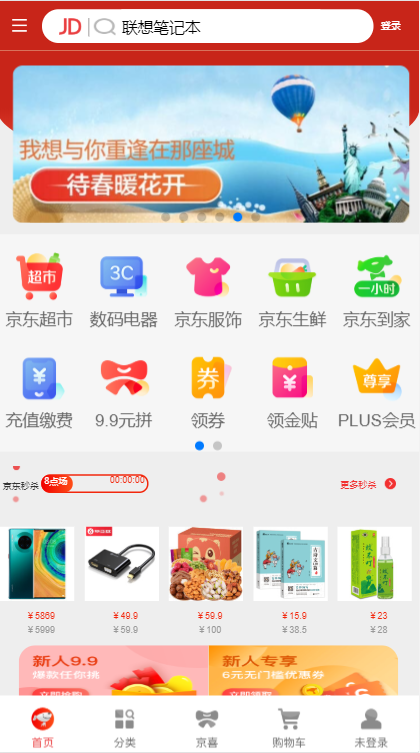 JD 联想笔记本 登录
我想与你重逢在那座城
待春暖花开
超市 3C 一小时
京东超市 数码电器 京东服饰 京东生鲜 京东到家
¥ 券 ¥ 尊享
充值缴费 9.9元拼 领券 领金贴 PLUS会员
京东秒杀 8点场 00:00:00 更多秒杀
¥5869 ¥49.9 ¥59.9 ¥15.9 ¥23
¥5999 ¥59.9 ¥100 ¥38.5 ¥28
新人9.9 新人专享
爆款任你挑 6元无门槛优惠券
首页 分类 京喜 购物车 未登录